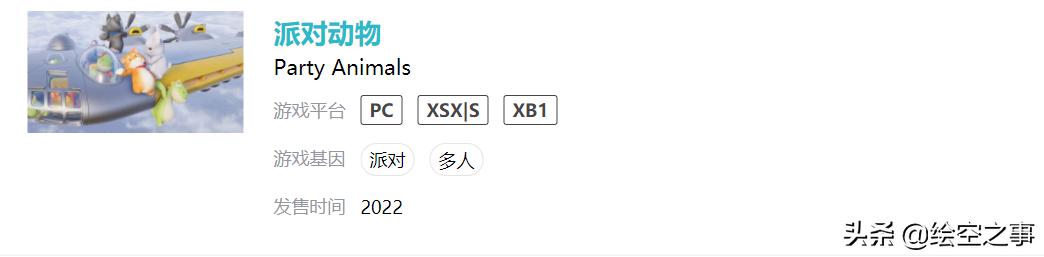 派对动物
Party Animals
游戏平台 PC XSX|S XB1
游戏基因 派对 多人
发售时间 2022
头条 @绘空之事